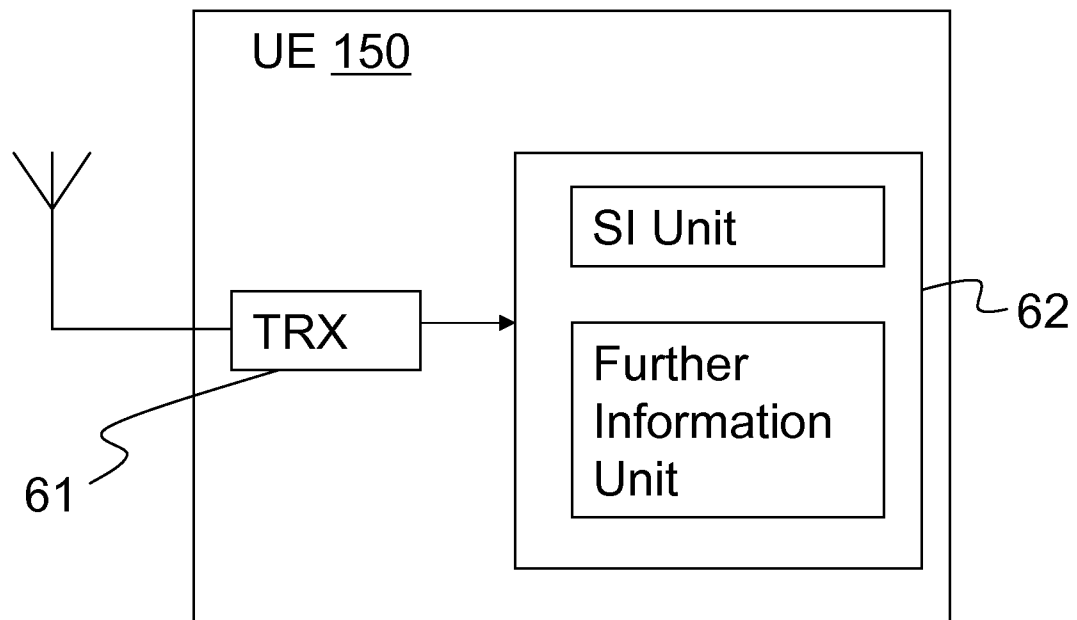 UE 150
SI Unit
TRX
62
Further
Information
Unit
61